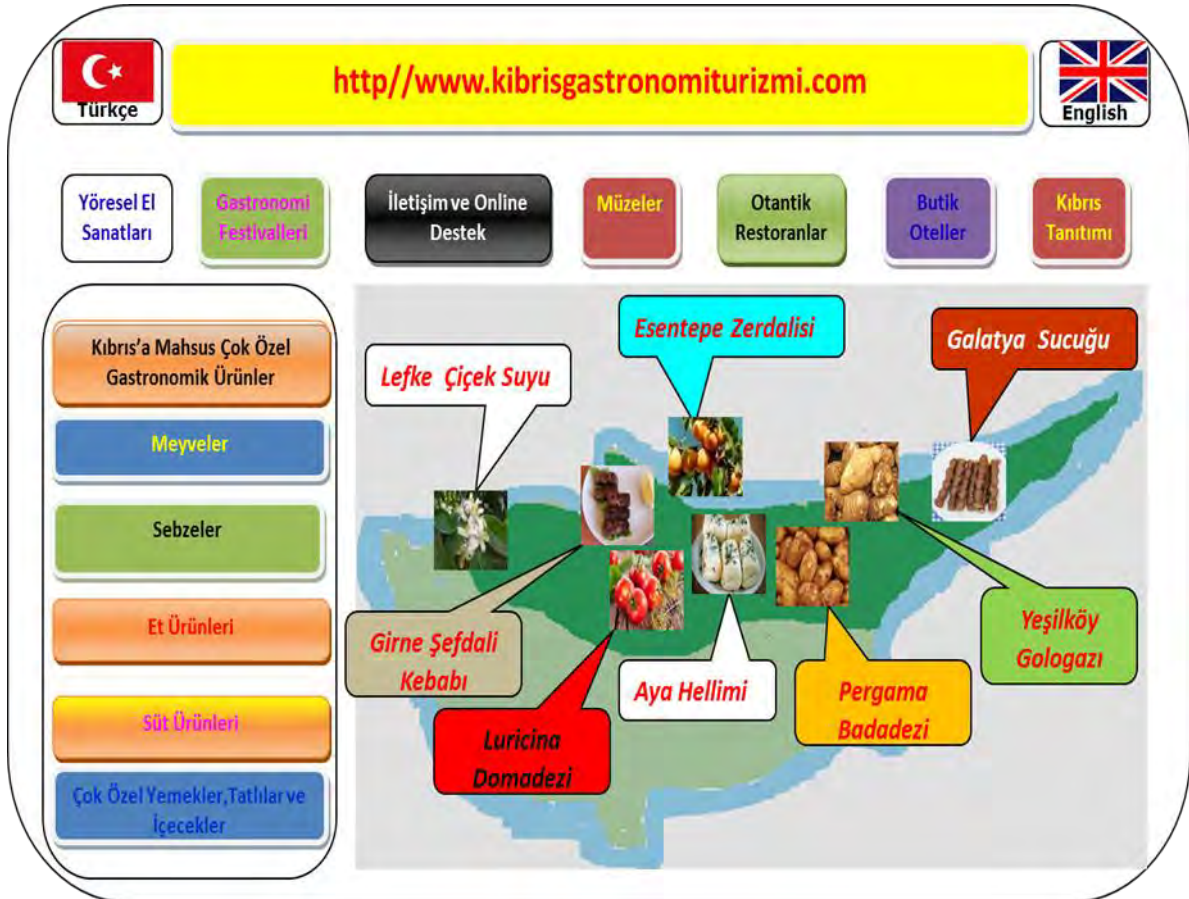 http//www.kibrisgastronomiturizmi.com
Türkçe
English
Yöresel El
Sanatları
Gastronomi
Festivalleri
İletişim ve Online
Destek
Müzeler
Otantik
Restoranlar
Butik
Oteller
Kıbrıs
Tanıtımı
Kıbrıs'a Mahsus Çok Özel
Gastronomik Ürünler
Meyveler
Sebzeler
Et Ürünleri
Süt Ürünleri
Çok Özel Yemekler,Tatlılar ve
İçecekler
Lefke Çiçek Suyu
Esentepe Zerdalisi
Galatya Sucuğu
Girne Şefdali
Kebabı
Luricina
Domadezi
Aya Hellimi
Pergama
Badadezi
Yeşilköy
Gologazı